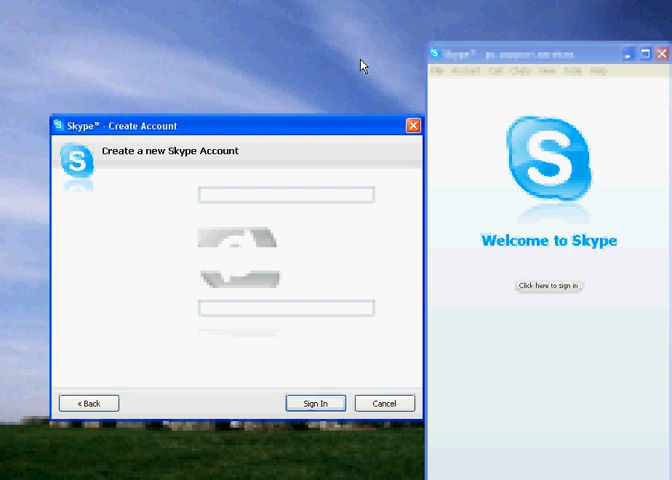 Skype™ - Create Account
Create a new Skype Account
< Back
Sign In
Cancel
Skype™ -
Welcome to Skype
Click here to sign in